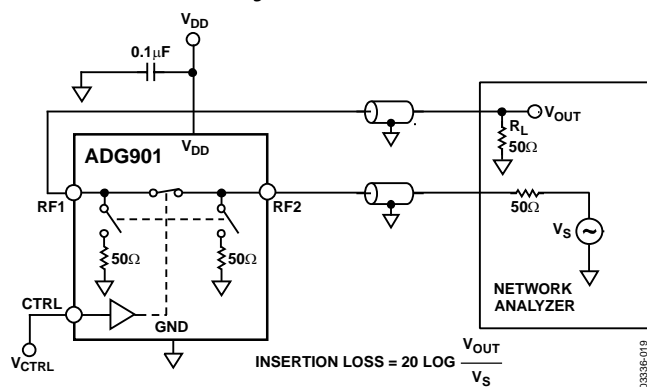 VDD
0.1µF
VDD
ADG901
RF1
RF2
50Ω
50Ω
CTRL
GND
VCTRL
VOUT
RL
50Ω
50Ω
VS
~
NETWORK
ANALYZER
INSERTION LOSS = 20 LOG VOUT
VS
03336-019